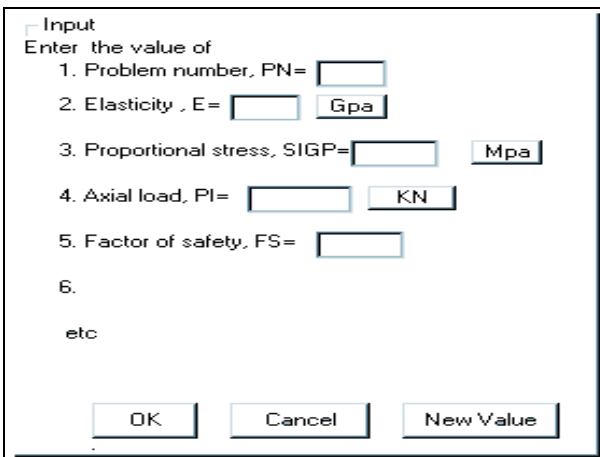 Input
Enter the value of
1. Problem number, PN=
2. Elasticity , E= Gpa
3. Proportional stress, SIGP= Mpa
4. Axial load, PI= KN
5. Factor of safety, FS=
6.
etc
OK Cancel New Value